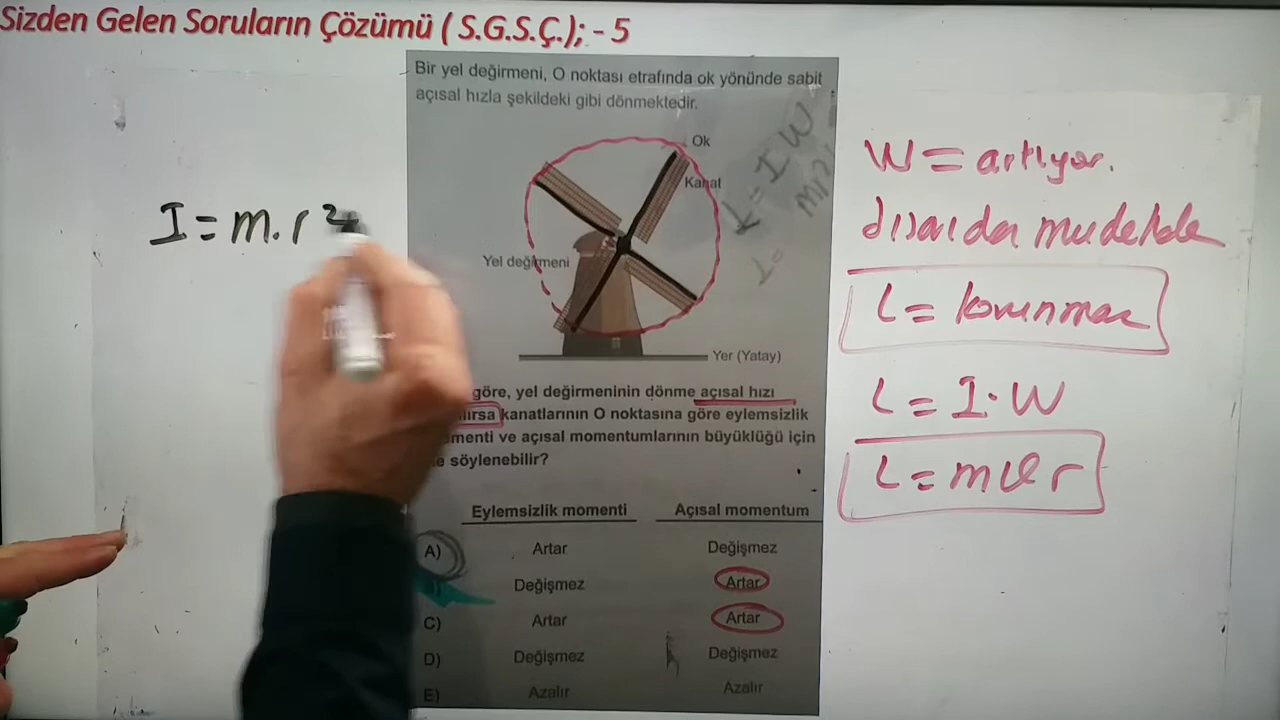 Sizden Gelen Soruların Çözümü ( S.G.S.Ç.); - 5
Bir yel değirmeni, O noktası etrafında ok yönünde sabit
açısal hızla şekildeki gibi dönmektedir.
Ok
Kanat
Yel değirmeni
Yer (Yatay)
göre, yel değirmeninin dönme açısal hızı
kanatlarının O noktasına göre eylemsizlik
ve açısal momentumlarının büyüklüğü için
söylenebilir?
Eylemsizlik momenti Açısal momentum
A) Artar Değişmez
Değişmez Artar
C) Artar Artar
D) Değişmez Değişmez
E) Azalır Azalır
I = m.r²
L = I W
I =
W = artıyor.
dışarıdan müdehale
L = korunmaz
L = I · W
L = m r